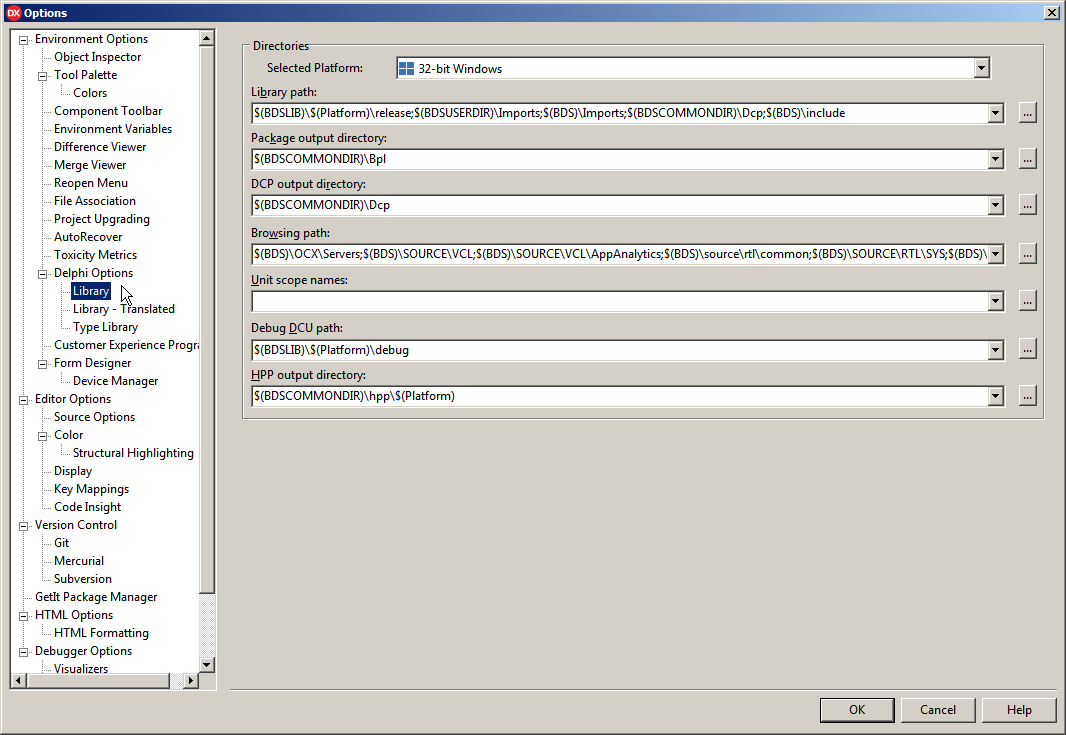 DX Options
Environment Options
Object Inspector
Tool Palette
Colors
Component Toolbar
Environment Variables
Difference Viewer
Merge Viewer
Reopen Menu
File Association
Project Upgrading
AutoRecover
Toxicity Metrics
Delphi Options
Library
Library - Translated
Type Library
Customer Experience Progra
Form Designer
Device Manager
Editor Options
Source Options
Color
Structural Highlighting
Display
Key Mappings
Code Insight
Version Control
Git
Mercurial
Subversion
GetIt Package Manager
HTML Options
HTML Formatting
Debugger Options
Visualizers
Directories
Selected Platform: 32-bit Windows
Library path:
$(BDSLIB)\$(Platform)\release;$(BDSUSERDIR)\Imports;$(BDS)\Imports;$(BDSCOMMONDIR)\Dcp;$(BDS)\include ...
Package output directory:
$(BDSCOMMONDIR)\Bpl ...
DCP output directory:
$(BDSCOMMONDIR)\Dcp ...
Browsing path:
$(BDS)\OCX\Servers;$(BDS)\SOURCE\VCL;$(BDS)\SOURCE\VCL\AppAnalytics;$(BDS)\source\rtl\common;$(BDS)\SOURCE\RTL\SYS;$(BDS)\ ...
Unit scope names:
...
Debug DCU path:
$(BDSLIB)\$(Platform)\debug ...
HPP output directory:
$(BDSCOMMONDIR)\hpp\$(Platform) ...
OK Cancel Help